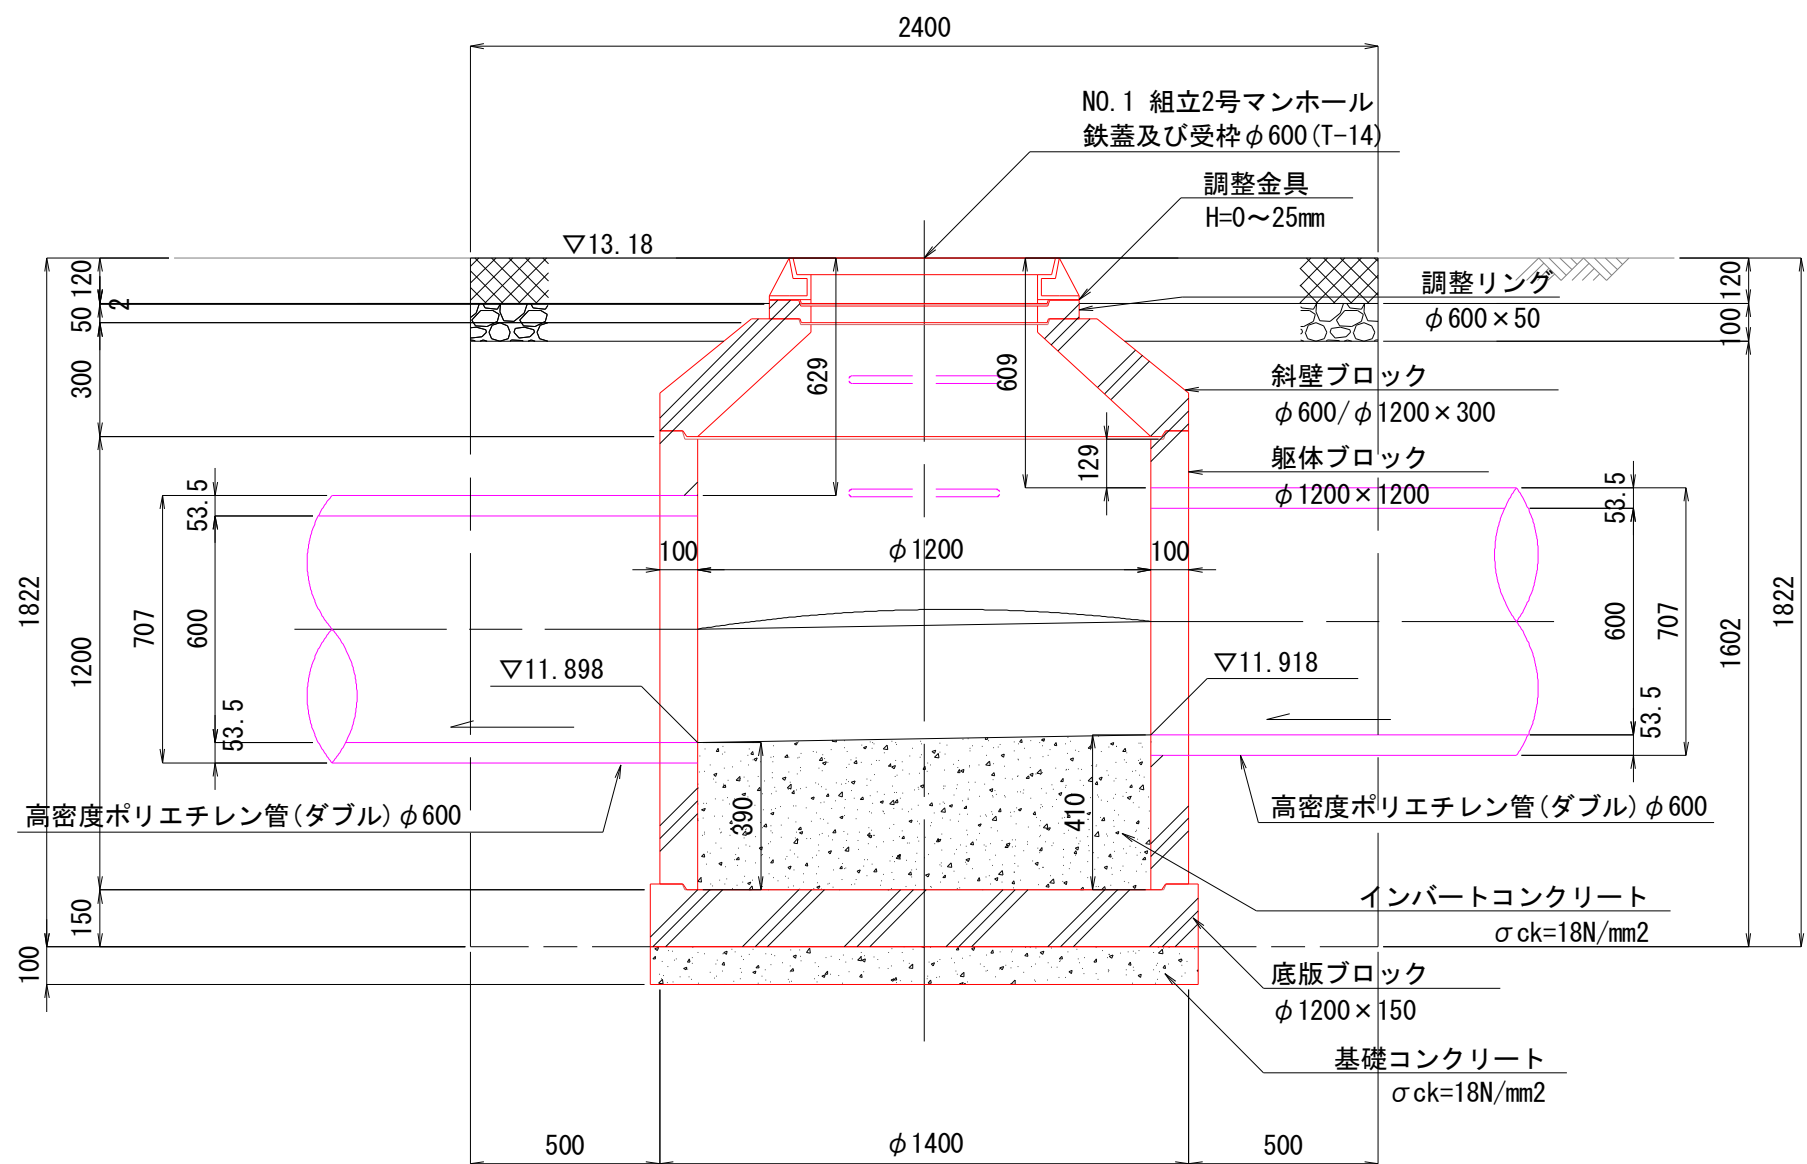 2400
NO.1 組立2号マンホール
鉄蓋及び受枠φ600(T-14)
調整金具
H=0～25mm
▽13.18
120
2
50
300
1200
150
1822
100
調整リング
φ600×50
120
100
1602
1822
629
609
129
斜壁ブロック
φ600/φ1200×300
躯体ブロック
φ1200×1200
53.5
600
707
53.5
53.5
600
707
53.5
100
φ1200
100
▽11.898
▽11.918
390
410
高密度ポリエチレン管(ダブル)φ600
高密度ポリエチレン管(ダブル)φ600
インバートコンクリート
σck=18N/mm2
底版ブロック
φ1200×150
基礎コンクリート
σck=18N/mm2
500
φ1400
500